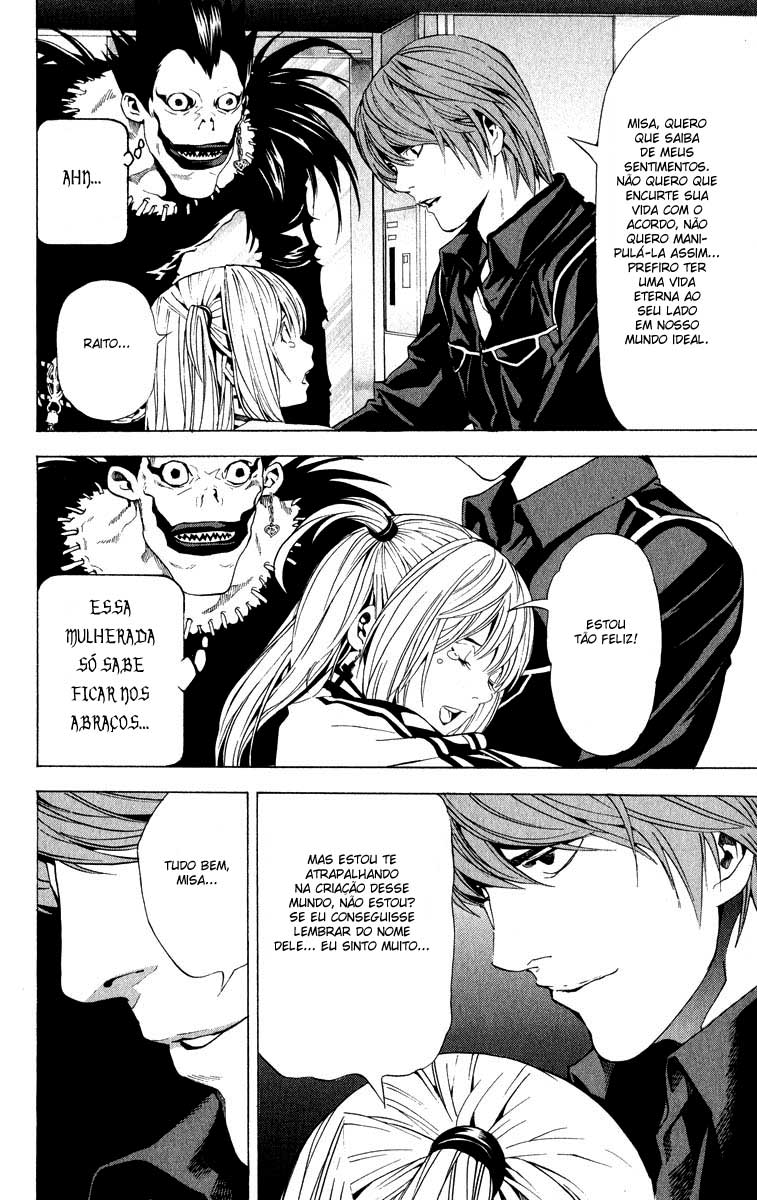 MISA, QUERO
QUE SAIBA
DE MEUS
SENTIMENTOS.
NÃO QUERO QUE
ENCURTE SUA
VIDA COM O
ACORDO, NÃO
QUERO MANI-
PULÁ-LA ASSIM...
PREFIRO TER
UMA VIDA
ETERNA AO
SEU LADO
EM NOSSO
MUNDO IDEAL.
AHN...
RAITO...
ESTOU
TÃO FELIZ!
ESSA
MULHERADA
SÓ SABE
FICAR NOS
ABRAÇOS...
MAS ESTOU TE
ATRAPALHANDO
NA CRIAÇÃO DESSE
MUNDO, NÃO ESTOU?
SE EU CONSEGUISSE
LEMBRAR DO NOME
DELE... EU SINTO MUITO...
TUDO BEM,
MISA...